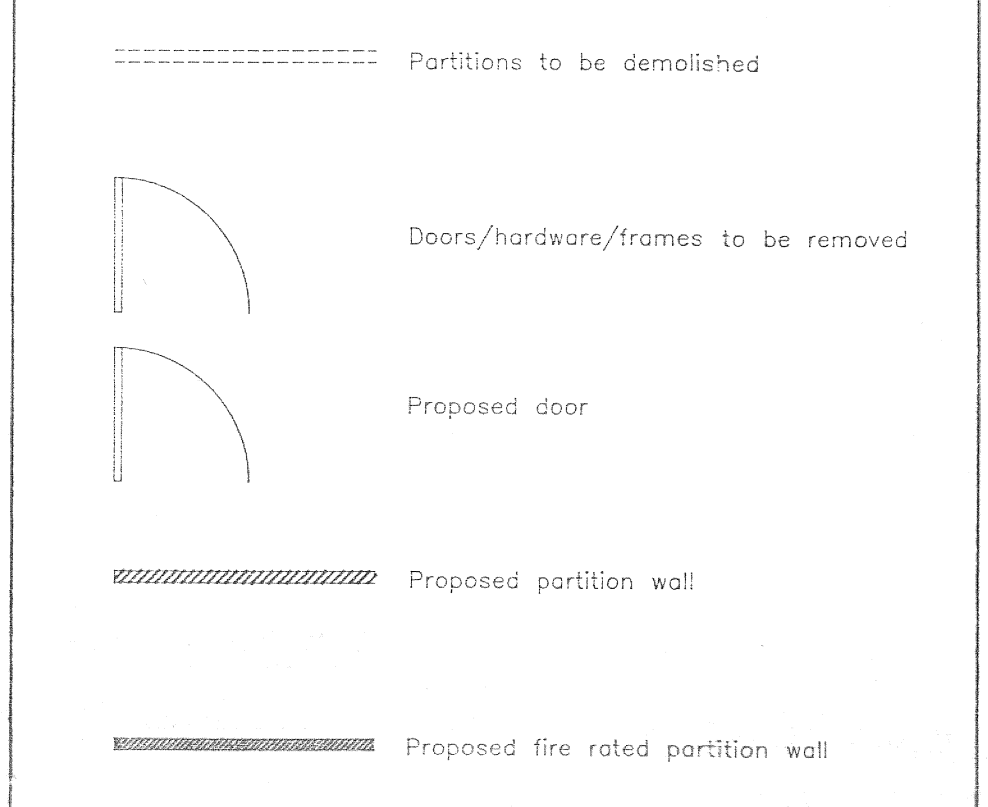 Partitions to be demolished
Doors/hardware/frames to be removed
Proposed door
Proposed partition wall
Proposed fire rated partition wall